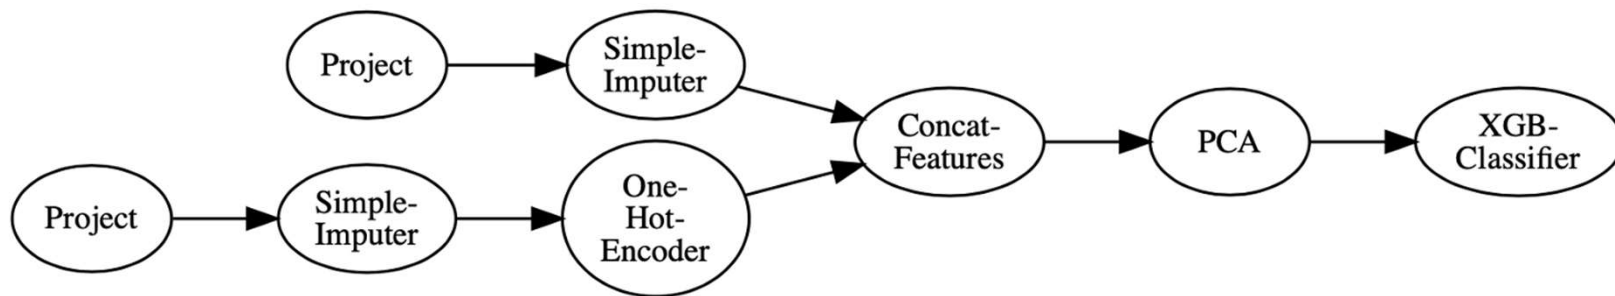 Project
Simple-
Imputer
Project
Simple-
Imputer
One-
Hot-
Encoder
Concat-
Features
PCA
XGB-
Classifier